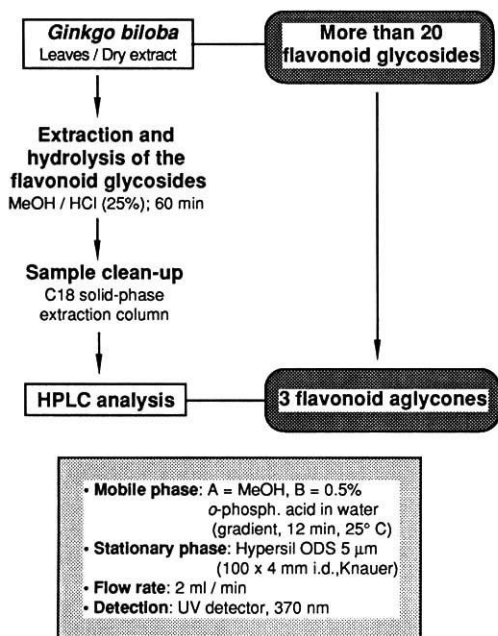 Ginkgo biloba
Leaves / Dry extract
More than 20
flavonoid glycosides
Extraction and
hydrolysis of the
flavonoid glycosides
MeOH / HCl (25%); 60 min
Sample clean-up
C18 solid-phase
extraction column
HPLC analysis
3 flavonoid aglycones
• Mobile phase: A = MeOH, B = 0.5%
o-phosph. acid in water
(gradient, 12 min, 25° C)
• Stationary phase: Hypersil ODS 5 µm
(100 x 4 mm i.d.,Knauer)
• Flow rate: 2 ml / min
• Detection: UV detector, 370 nm